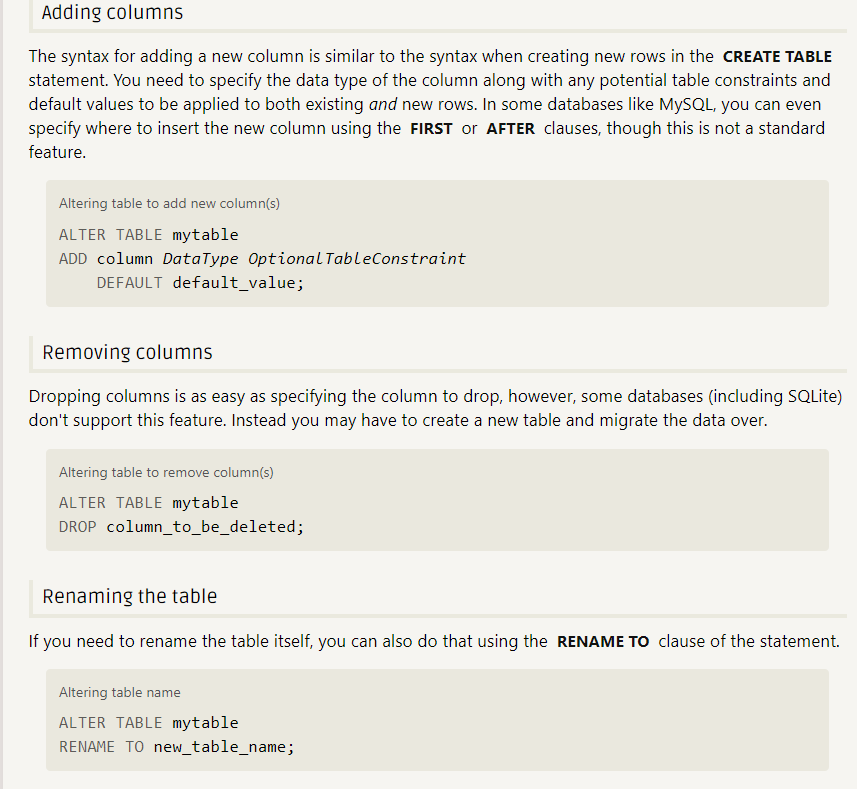 Adding columns
The syntax for adding a new column is similar to the syntax when creating new rows in the CREATE TABLE
statement. You need to specify the data type of the column along with any potential table constraints and
default values to be applied to both existing and new rows. In some databases like MySQL, you can even
specify where to insert the new column using the FIRST or AFTER clauses, though this is not a standard
feature.
Altering table to add new column(s)
ALTER TABLE mytable
ADD column DataType OptionalTableConstraint
    DEFAULT default_value;
Removing columns
Dropping columns is as easy as specifying the column to drop, however, some databases (including SQLite)
don't support this feature. Instead you may have to create a new table and migrate the data over.
Altering table to remove column(s)
ALTER TABLE mytable
DROP column_to_be_deleted;
Renaming the table
If you need to rename the table itself, you can also do that using the RENAME TO clause of the statement.
Altering table name
ALTER TABLE mytable
RENAME TO new_table_name;